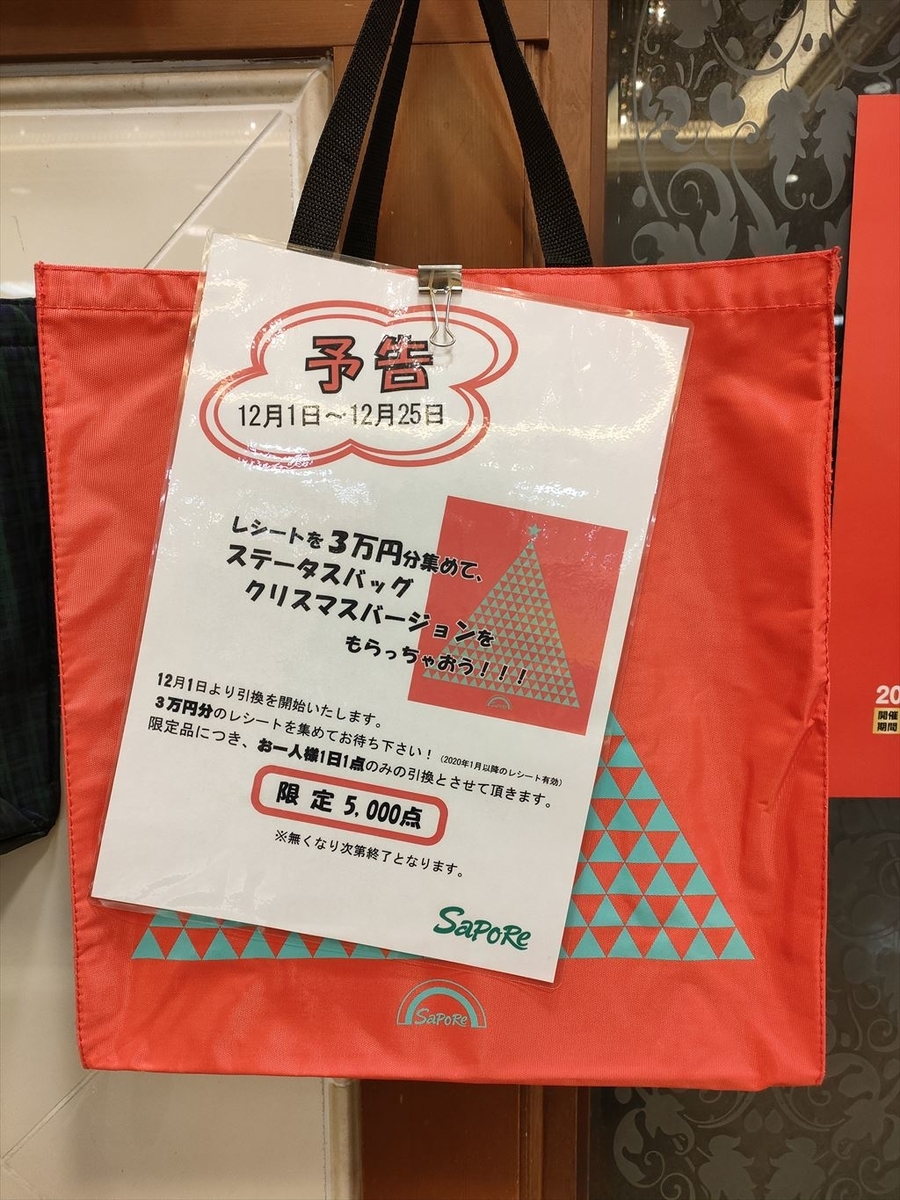 予告
12月1日～12月25日
レシートを3万円分集めて、
ステータスバッグ
クリスマスバージョンを
もらっちゃおう！！！
12月1日より引換を開始いたします。
3万円分のレシートを集めてお待ち下さい！（2020年1月以降のレシート有効）
限定品につき、お一人様1日1点のみの引換とさせて頂きます。
限定 5,000点
※無くなり次第終了となります。
SaPoRe
SaPoRe
20
開催
期間